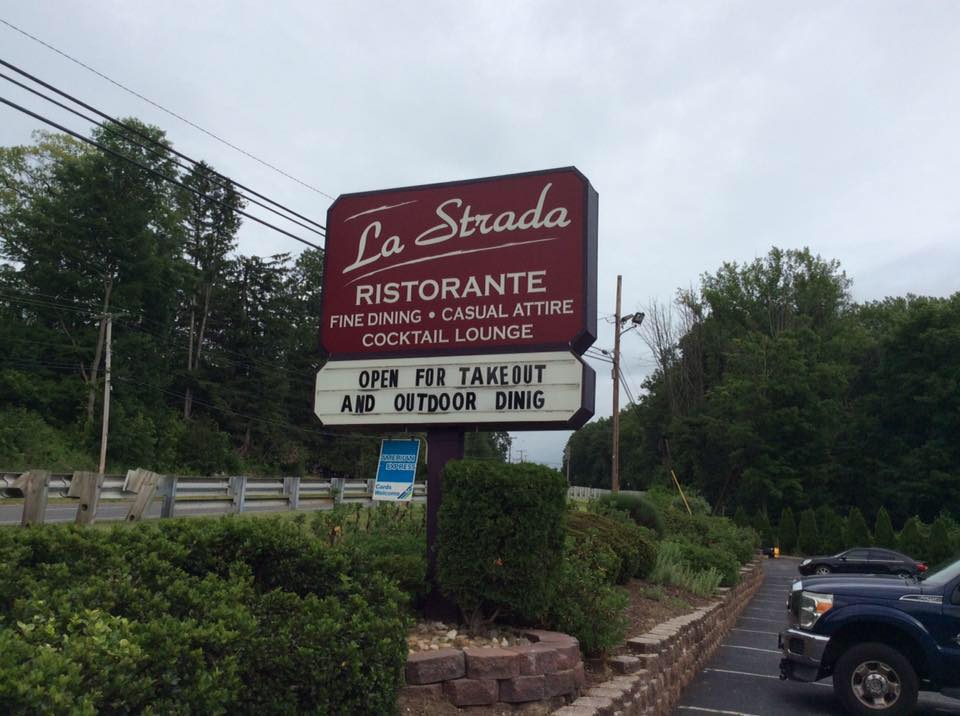 La Strada
RISTORANTE
FINE DINING • CASUAL ATTIRE
COCKTAIL LOUNGE
OPEN FOR TAKEOUT
AND OUTDOOR DINIG
AMERICAN
EXPRESS
Cards
Welcome